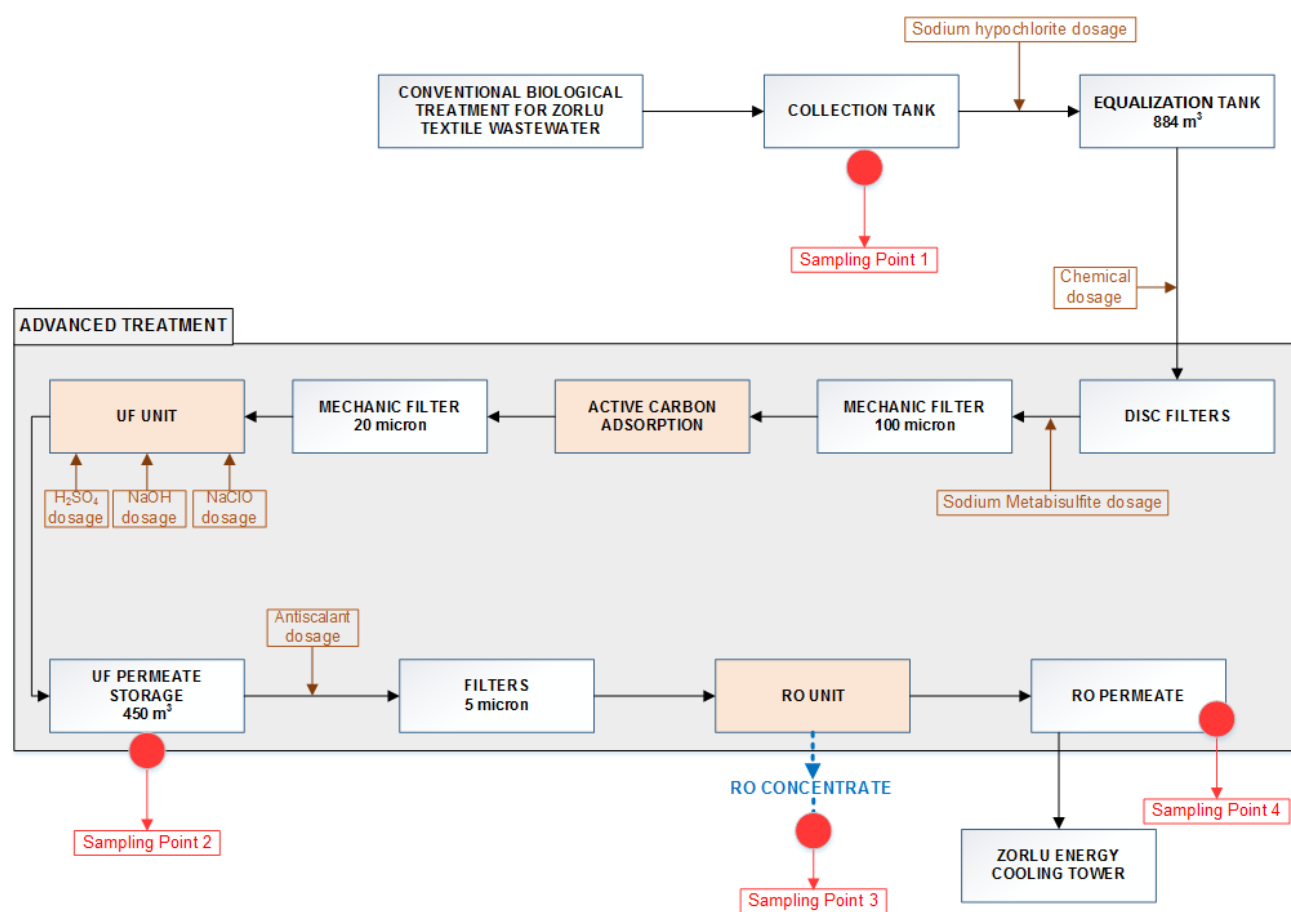 Sodium hypochlorite dosage
CONVENTIONAL BIOLOGICAL
TREATMENT FOR ZORLU
TEXTILE WASTEWATER
COLLECTION TANK
EQUALIZATION TANK
884 m³
Sampling Point 1
Chemical
dosage
ADVANCED TREATMENT
UF UNIT
MECHANIC FILTER
20 micron
ACTIVE CARBON
ADSORPTION
MECHANIC FILTER
100 micron
DISC FILTERS
H₂SO₄
dosage
NaOH
dosage
NaClO
dosage
Sodium Metabisulfite dosage
Antiscalant
dosage
UF PERMEATE
STORAGE
450 m³
FILTERS
5 micron
RO UNIT
RO PERMEATE
RO CONCENTRATE
Sampling Point 2
Sampling Point 3
Sampling Point 4
ZORLU ENERGY
COOLING TOWER